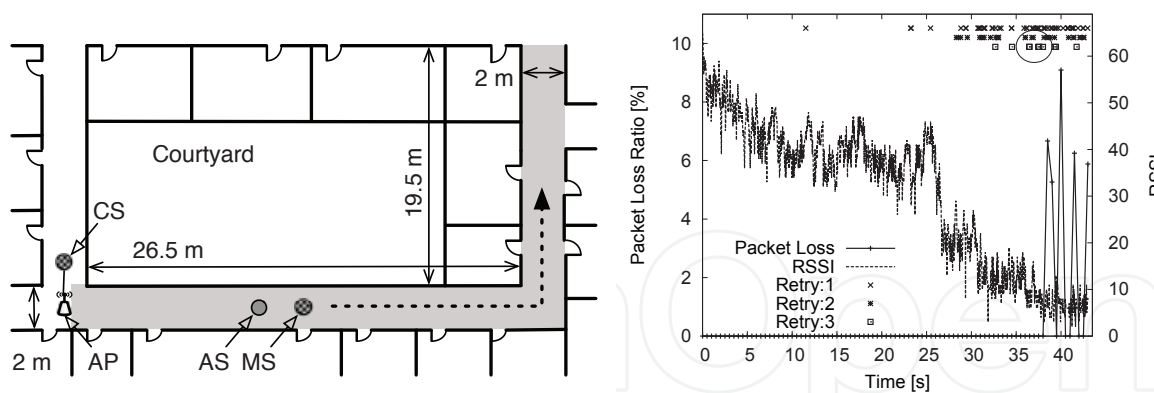 2 m
Courtyard
19.5 m
CS
26.5 m
2 m
AP
AS
MS
Packet Loss Ratio [%]
10
8
6
4
2
0
Packet Loss
RSSI
Retry:1
Retry:2
Retry:3
60
50
40
30
20
10
0
RSSI
0
5
10
15
20
25
30
35
40
Time [s]
Open